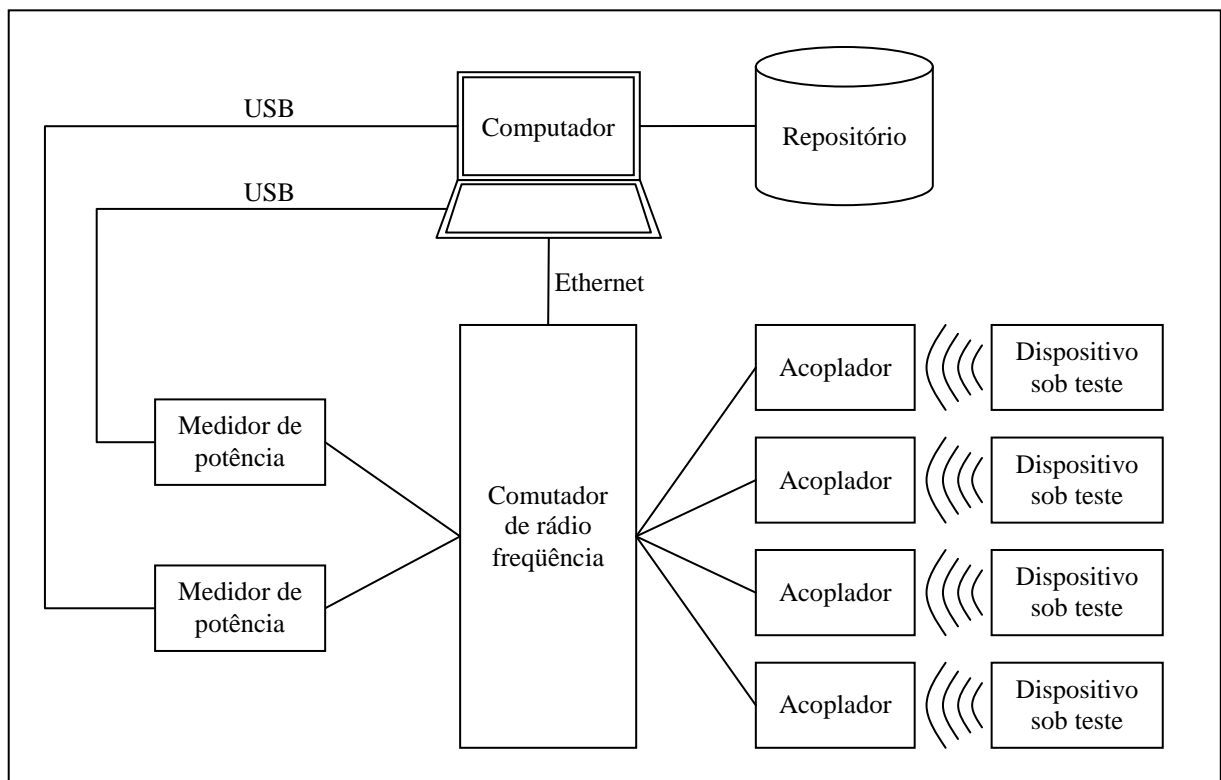 USB
Computador
Repositório
USB
Ethernet
Acoplador
Dispositivo
sob teste
Medidor de
potência
Acoplador
Dispositivo
sob teste
Comutador
de rádio
freqüência
Acoplador
Dispositivo
sob teste
Medidor de
potência
Acoplador
Dispositivo
sob teste